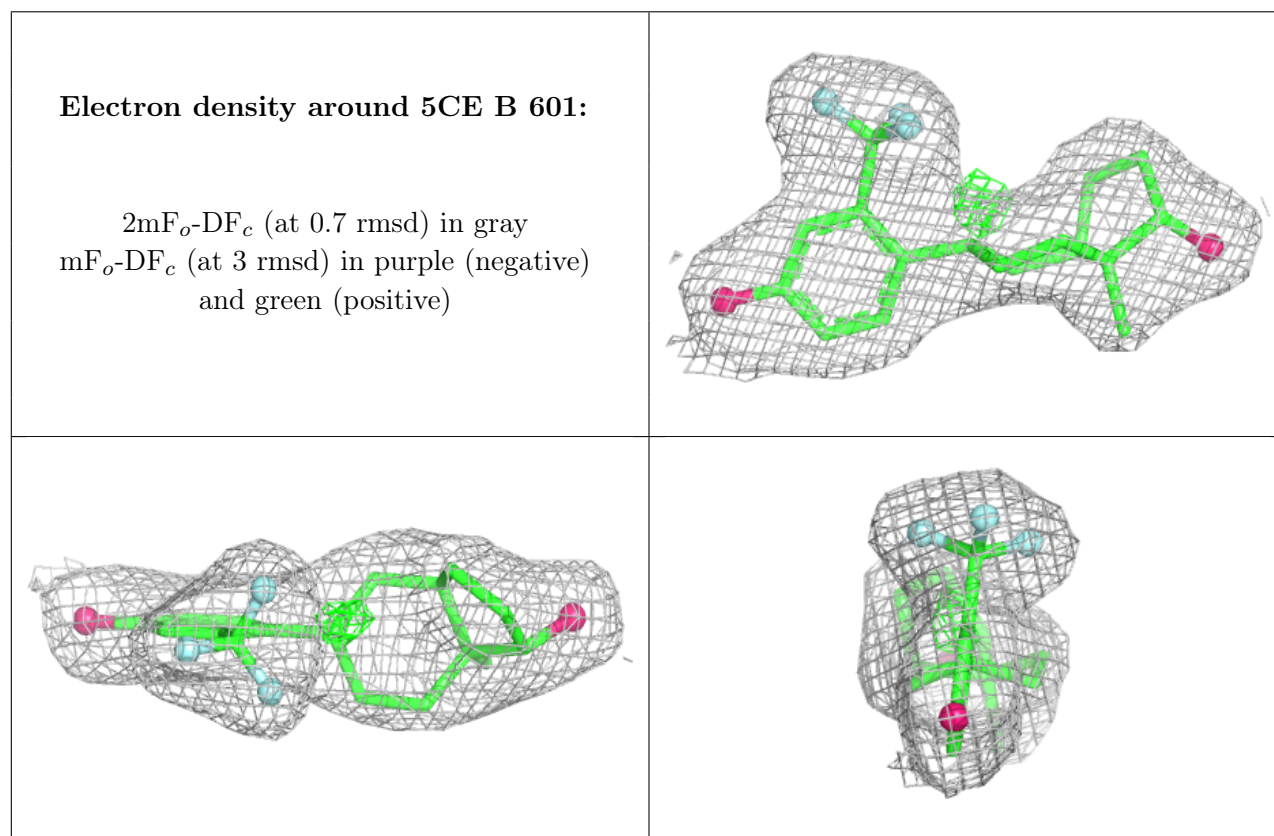 Electron density around 5CE B 601:
2mFo-DFc (at 0.7 rmsd) in gray
mFo-DFc (at 3 rmsd) in purple (negative)
and green (positive)